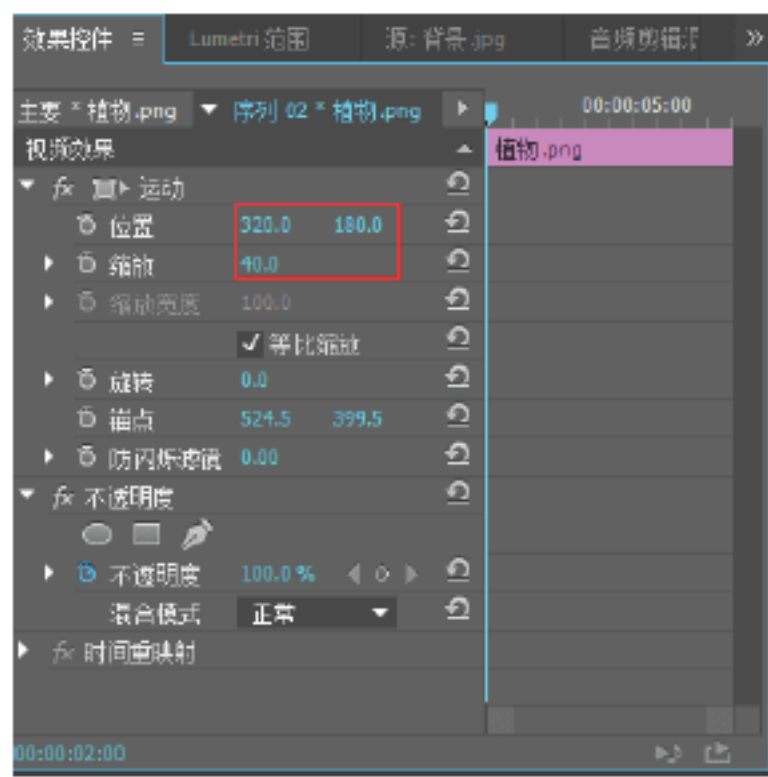 效果控件 ≡ Lumetri 范围 源: 背景.jpg 音频剪辑混 »
主要 * 植物.png 序列 02 * 植物.png 00:00:05:00
视频效果 植物.png
fx 运动
位置 320.0 180.0
缩放 40.0
缩放宽度 100.0
等比缩放
旋转 0.0
锚点 524.5 399.5
防闪烁滤镜 0.00
fx 不透明度
不透明度 100.0 %
混合模式 正常
fx 时间重映射
00:00:02:00